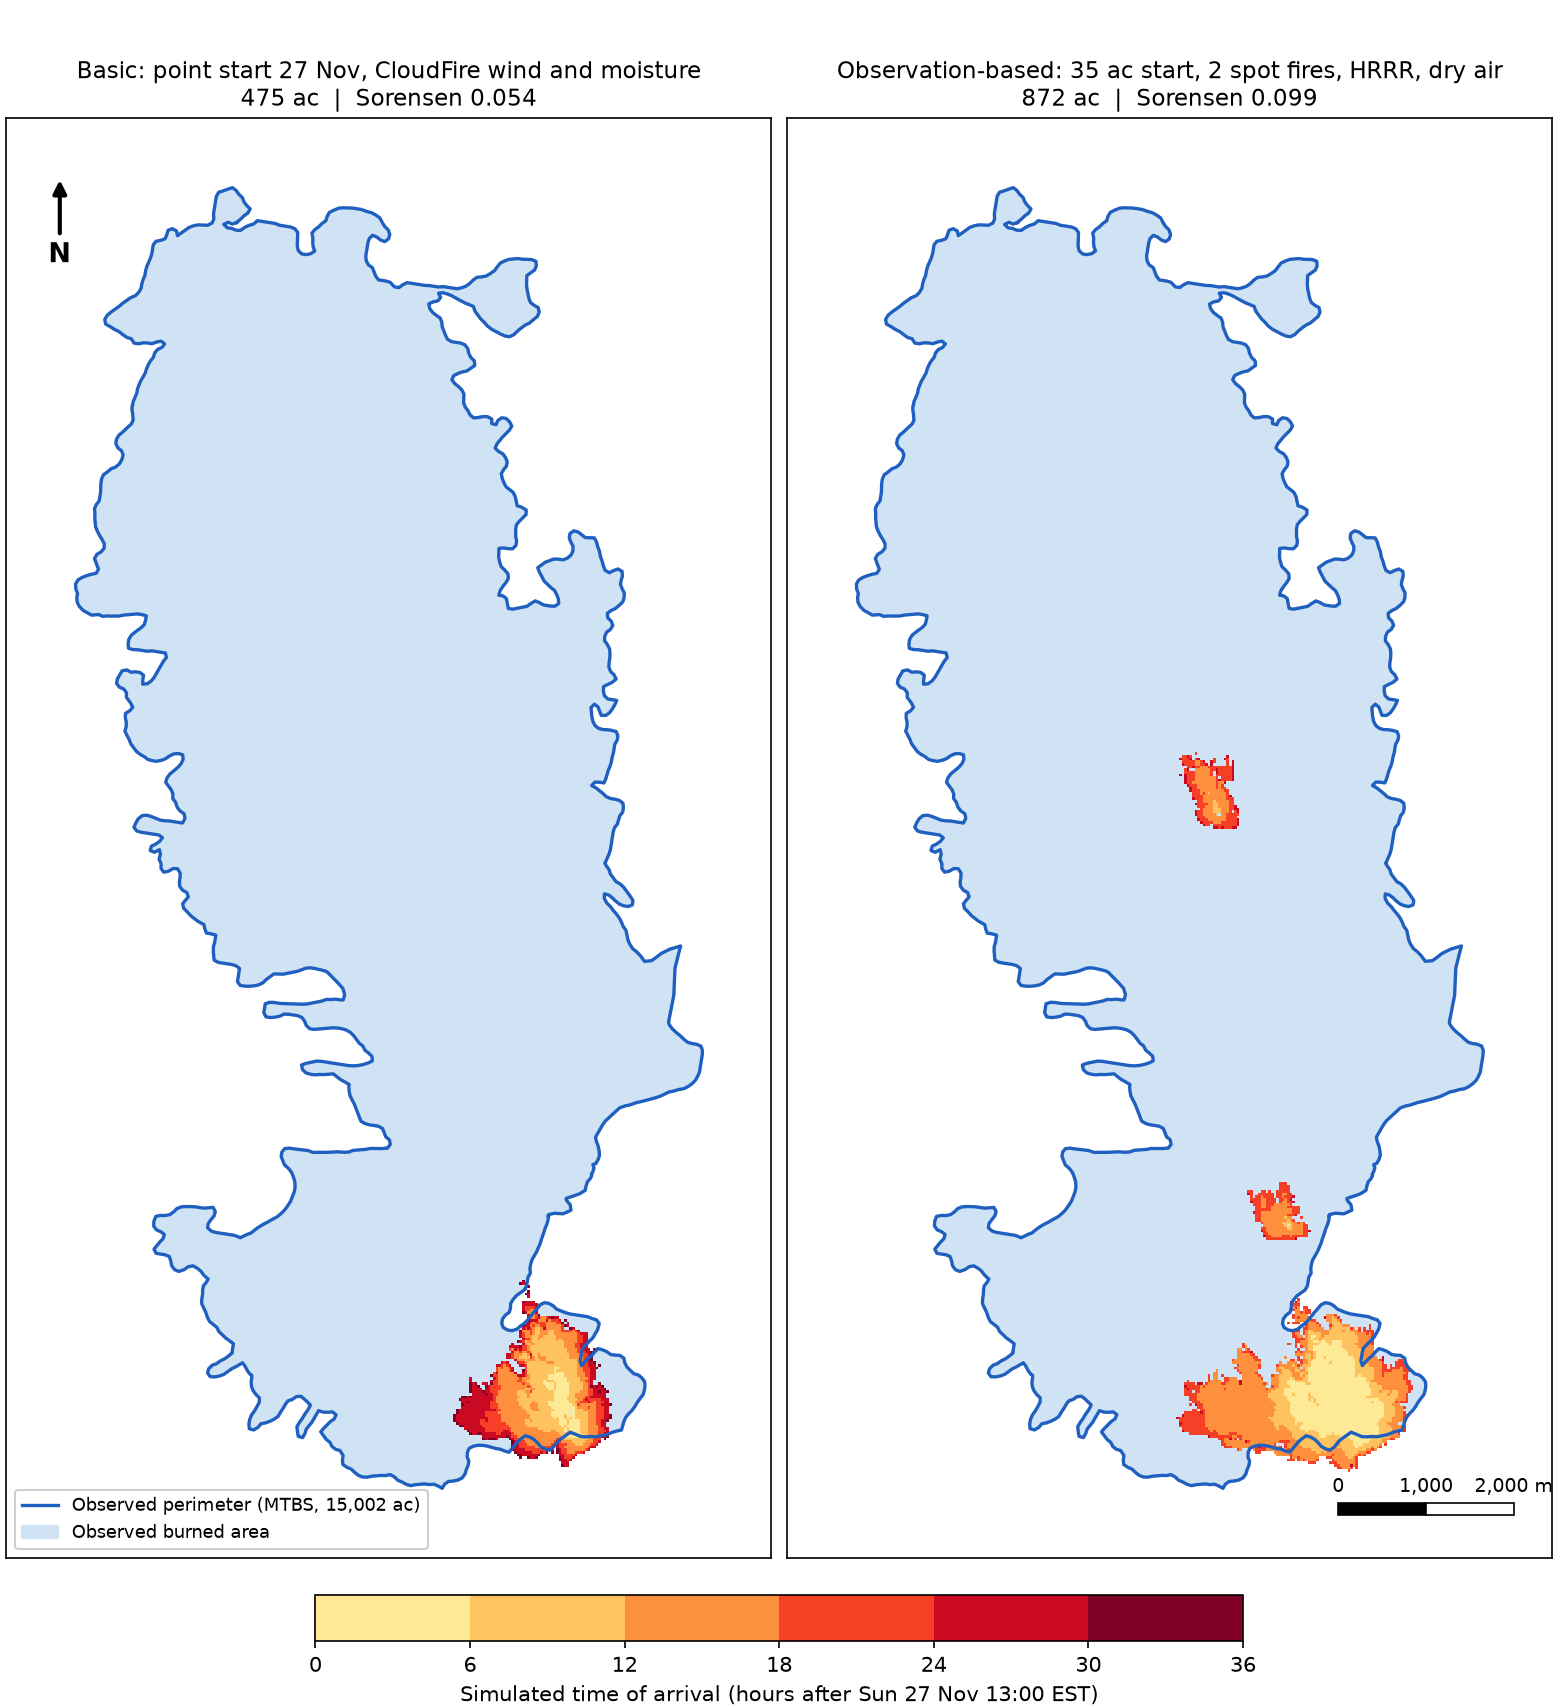 Basic: point start 27 Nov, CloudFire wind and moisture
475 ac | Sorensen 0.054
Observation-based: 35 ac start, 2 spot fires, HRRR, dry air
872 ac | Sorensen 0.099
N
Observed perimeter (MTBS, 15,002 ac)
Observed burned area
0 1,000 2,000 m
0 6 12 18 24 30 36
Simulated time of arrival (hours after Sun 27 Nov 13:00 EST)